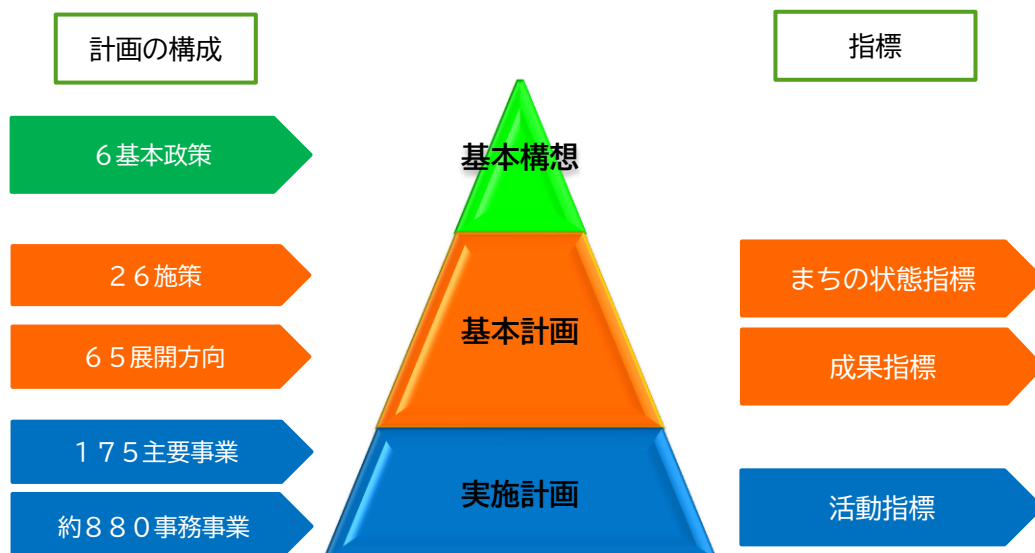 計画の構成
指標
６基本政策
基本構想
２６施策
まちの状態指標
基本計画
６５展開方向
成果指標
１７５主要事業
実施計画
活動指標
約８８０事務事業